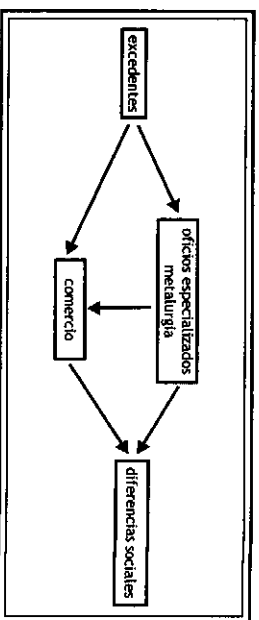 excedentes
oficios especializados
metalurgia
comercio
diferencias sociales